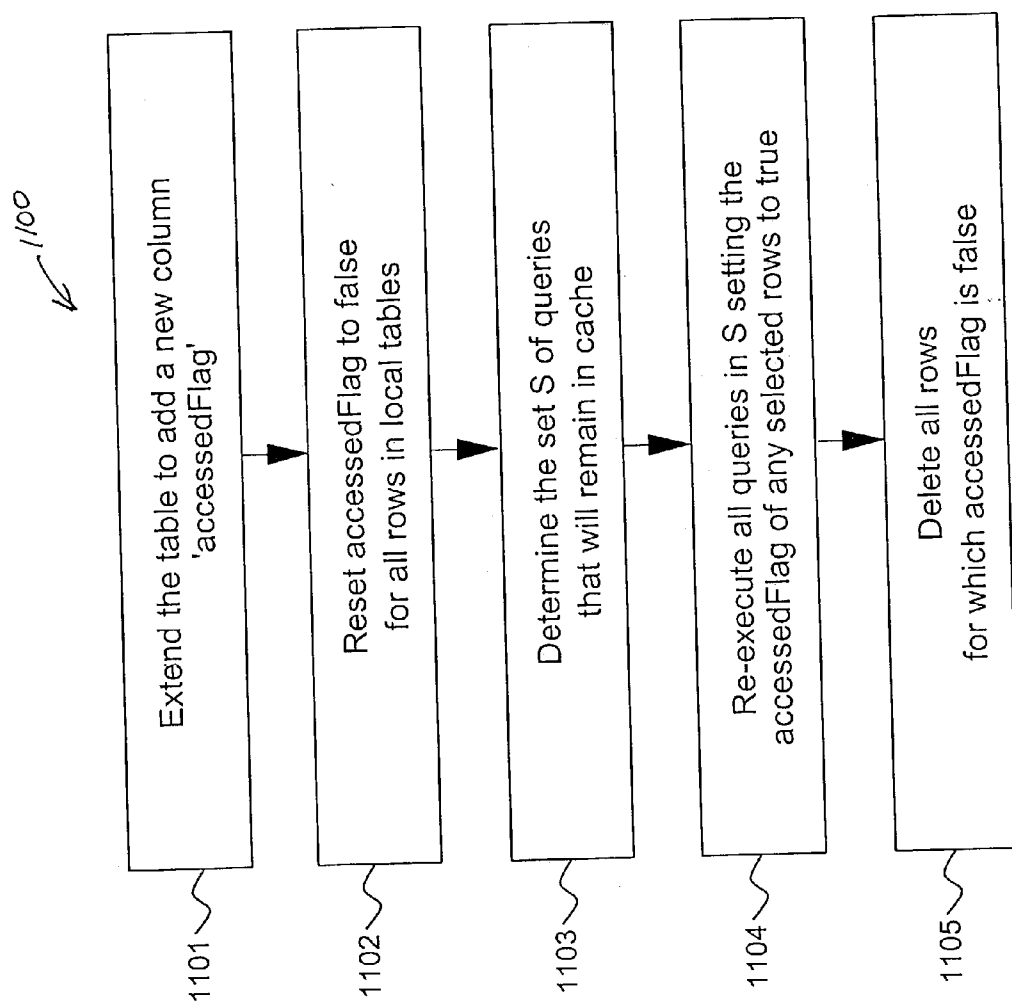 1100
1101
Extend the table to add a new column
'accessedFlag'
1102
Reset accessedFlag to false
for all rows in local tables
1103
Determine the set S of queries
that will remain in cache
1104
Re-execute all queries in S setting the
accessedFlag of any selected rows to true
1105
Delete all rows
for which accessedFlag is false